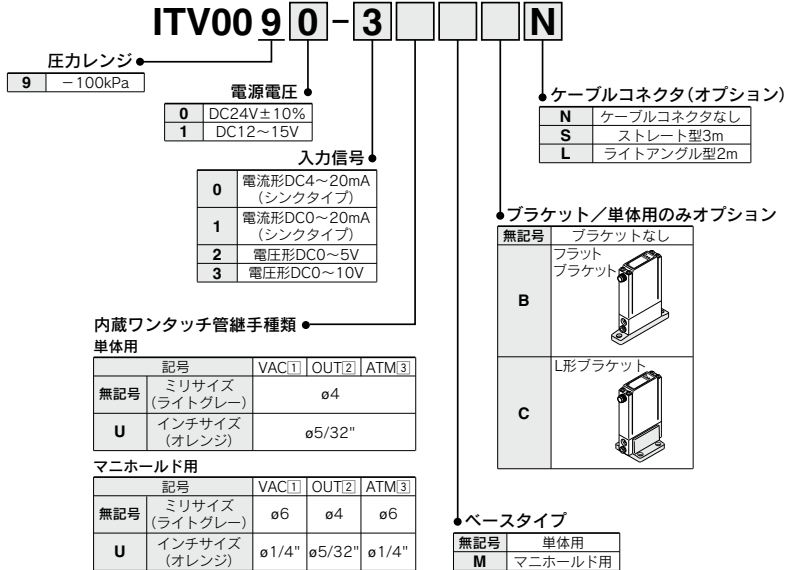 ITV00 9 0 - 3 N
圧力レンジ
9 －100kPa
電源電圧
0 DC24V±10%
1 DC12～15V
入力信号
0 電流形DC4～20mA
（シンクタイプ）
1 電流形DC0～20mA
（シンクタイプ）
2 電圧形DC0～5V
3 電圧形DC0～10V
内蔵ワンタッチ管継手種類
単体用
記号 VAC1 OUT2 ATM3
無記号 ミリサイズ
（ライトグレー） ø4
U インチサイズ
（オレンジ） ø5/32"
マニホールド用
記号 VAC1 OUT2 ATM3
無記号 ミリサイズ
（ライトグレー） ø6 ø4 ø6
U インチサイズ
（オレンジ） ø1/4" ø5/32" ø1/4"
ベースタイプ
無記号 単体用
M マニホールド用
ブラケット／単体用のみオプション
無記号 ブラケットなし
B フラット
ブラケット
C L形ブラケット
ケーブルコネクタ（オプション）
N ケーブルコネクタなし
S ストレート型3m
L ライトアングル型2m